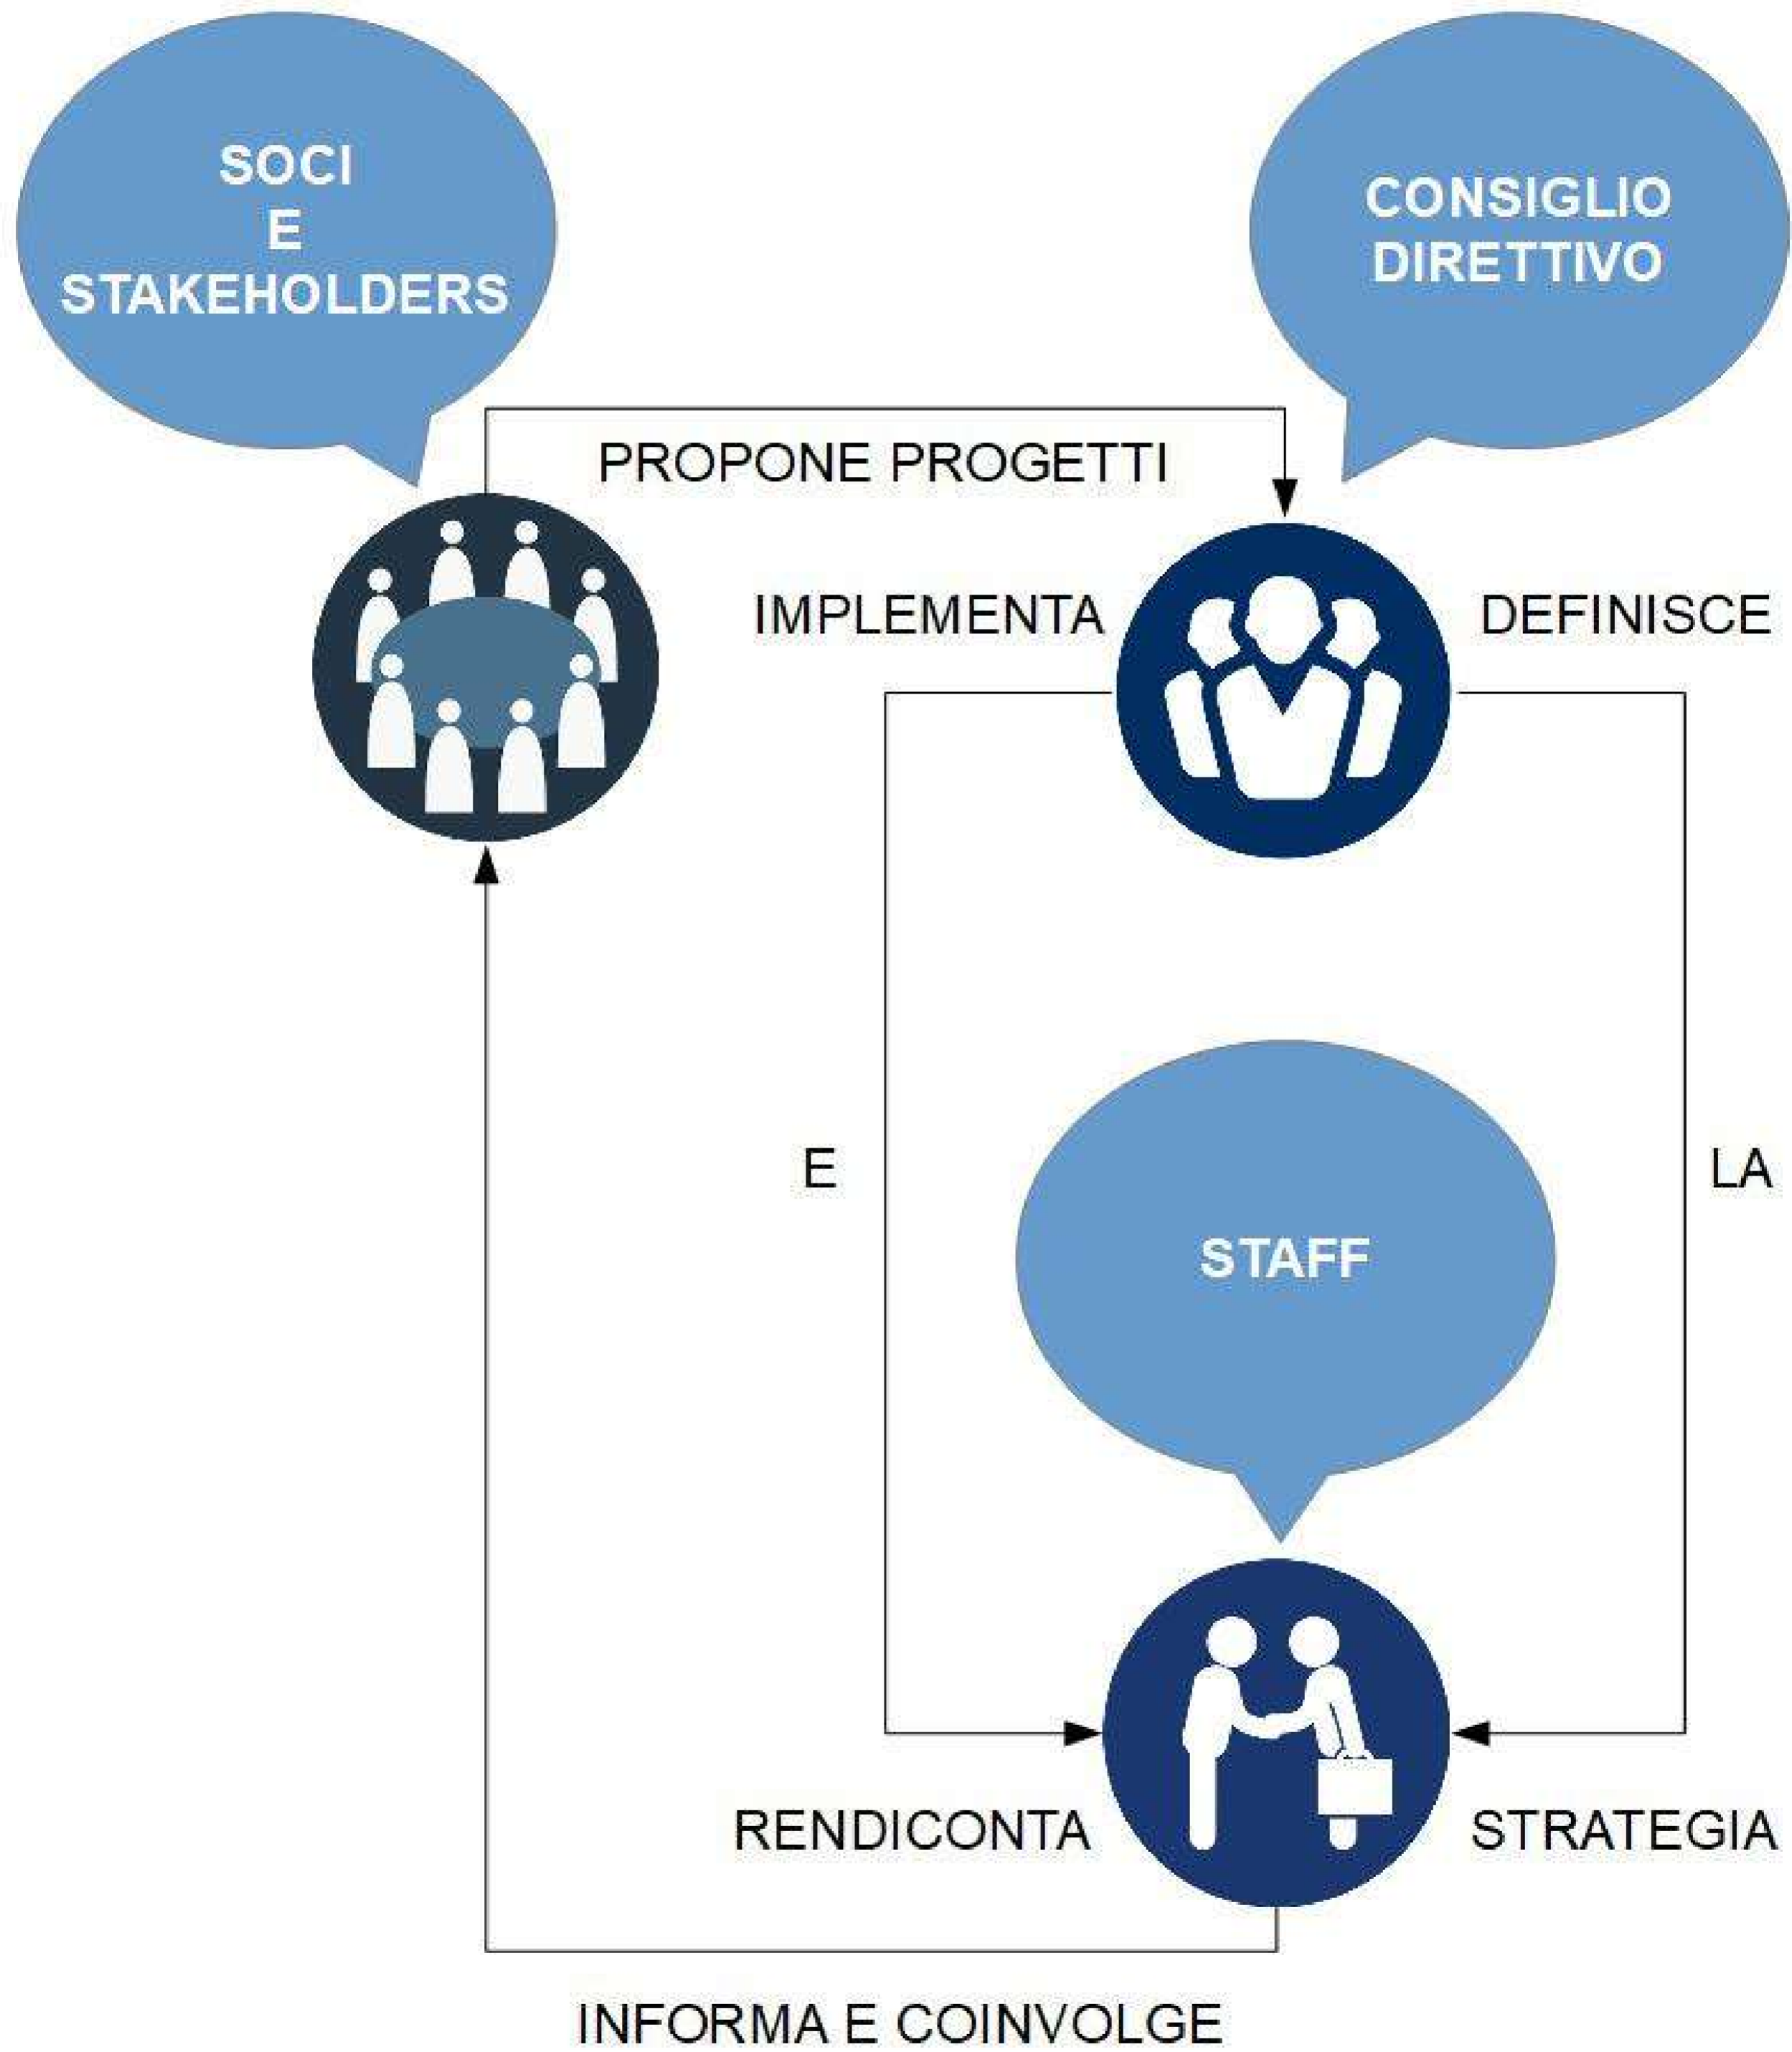 SOCI
E
STAKEHOLDERS
CONSIGLIO
DIRETTIVO
PROPONE PROGETTI
IMPLEMENTA
DEFINISCE
E
LA
STAFF
RENDICONTA
STRATEGIA
INFORMA E COINVOLGE